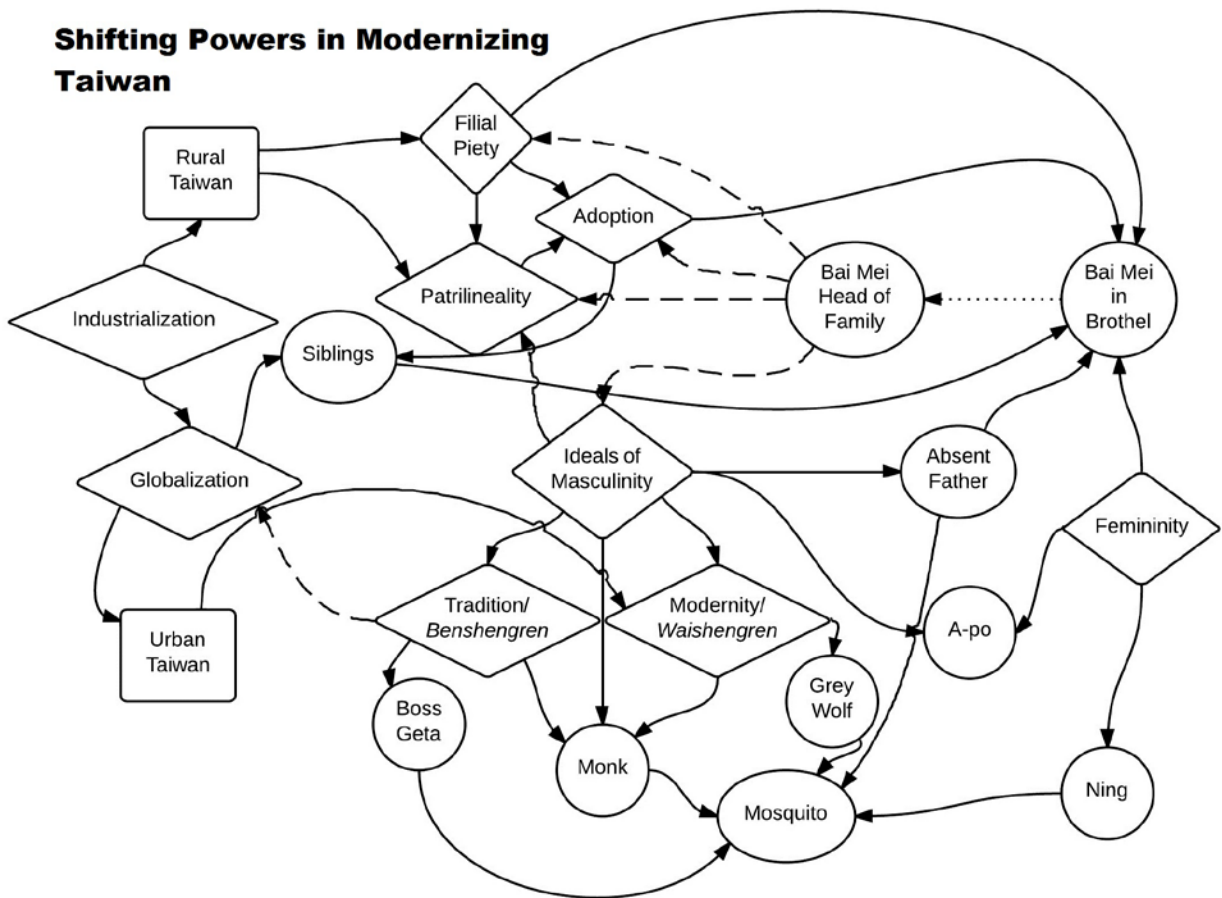 Shifting Powers in Modernizing
Taiwan
Filial
Piety
Rural
Taiwan
Adoption
Bai Mei
Head of
Family
Bai Mei
in
Brothel
Patrilineality
Industrialization
Siblings
Ideals of
Masculinity
Absent
Father
Globalization
Femininity
Tradition/
Benshengren
Modernity/
Waishengren
A-po
Urban
Taiwan
Grey
Wolf
Boss
Geta
Monk
Mosquito
Ning